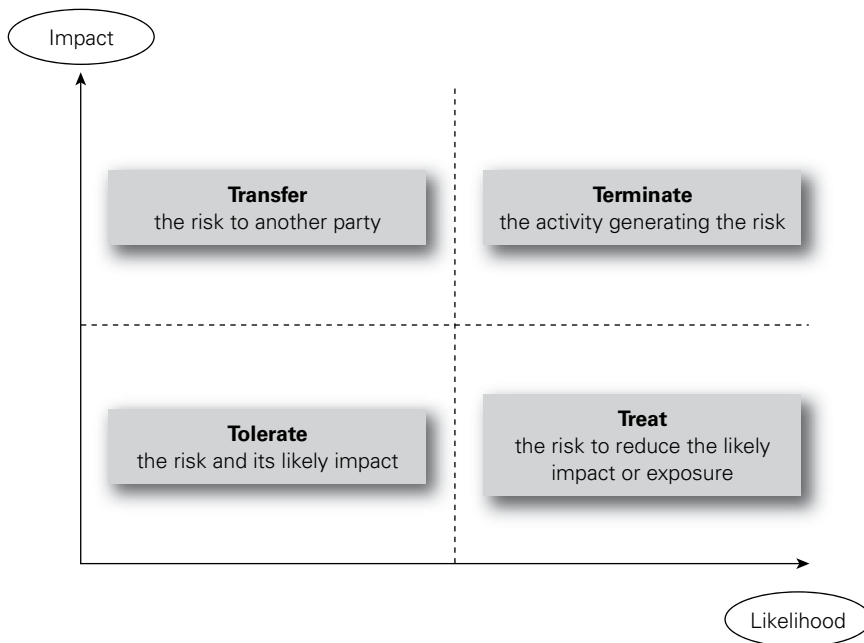 Impact
Transfer
the risk to another party
Terminate
the activity generating the risk
Tolerate
the risk and its likely impact
Treat
the risk to reduce the likely
impact or exposure
Likelihood